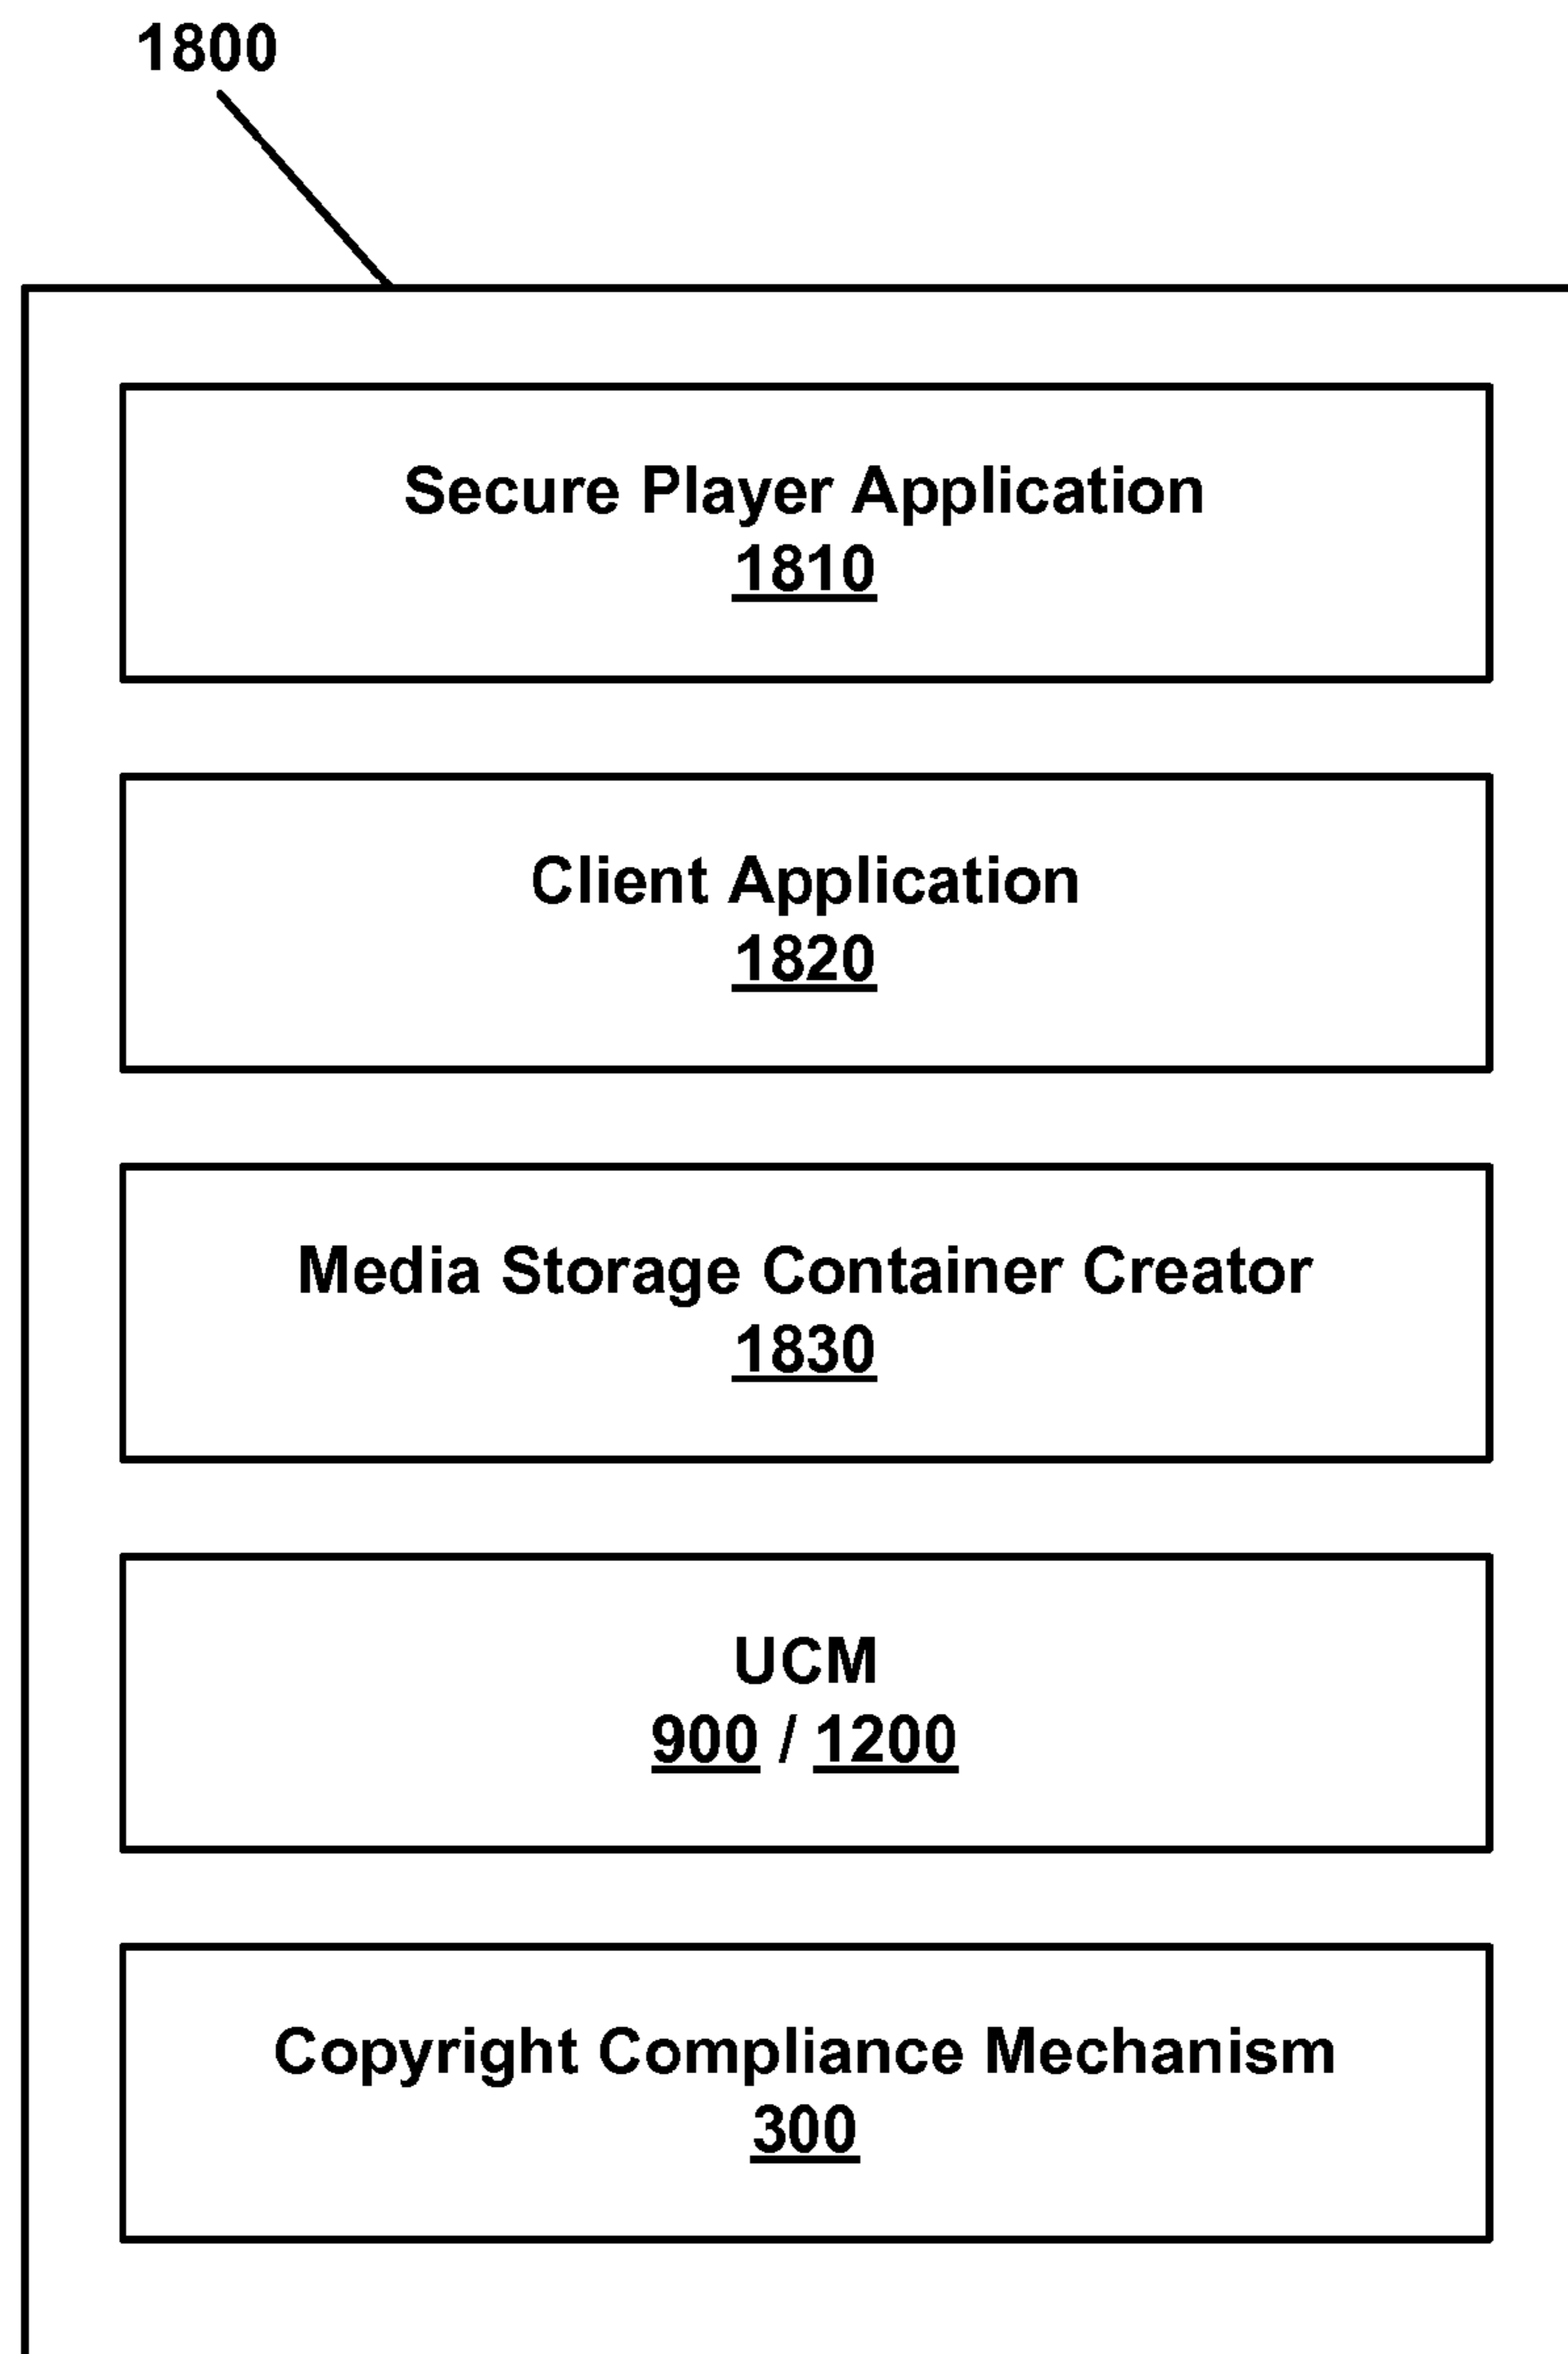 1800
Secure Player Application
1810
Client Application
1820
Media Storage Container Creator
1830
UCM
900 / 1200
Copyright Compliance Mechanism
300